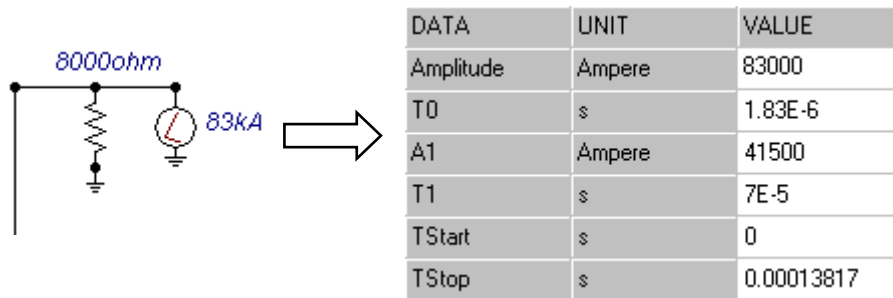 8000ohm
83kA
DATA UNIT VALUE
Amplitude Ampere 83000
T0 s 1.83E-6
A1 Ampere 41500
T1 s 7E-5
TStart s 0
TStop s 0.00013817